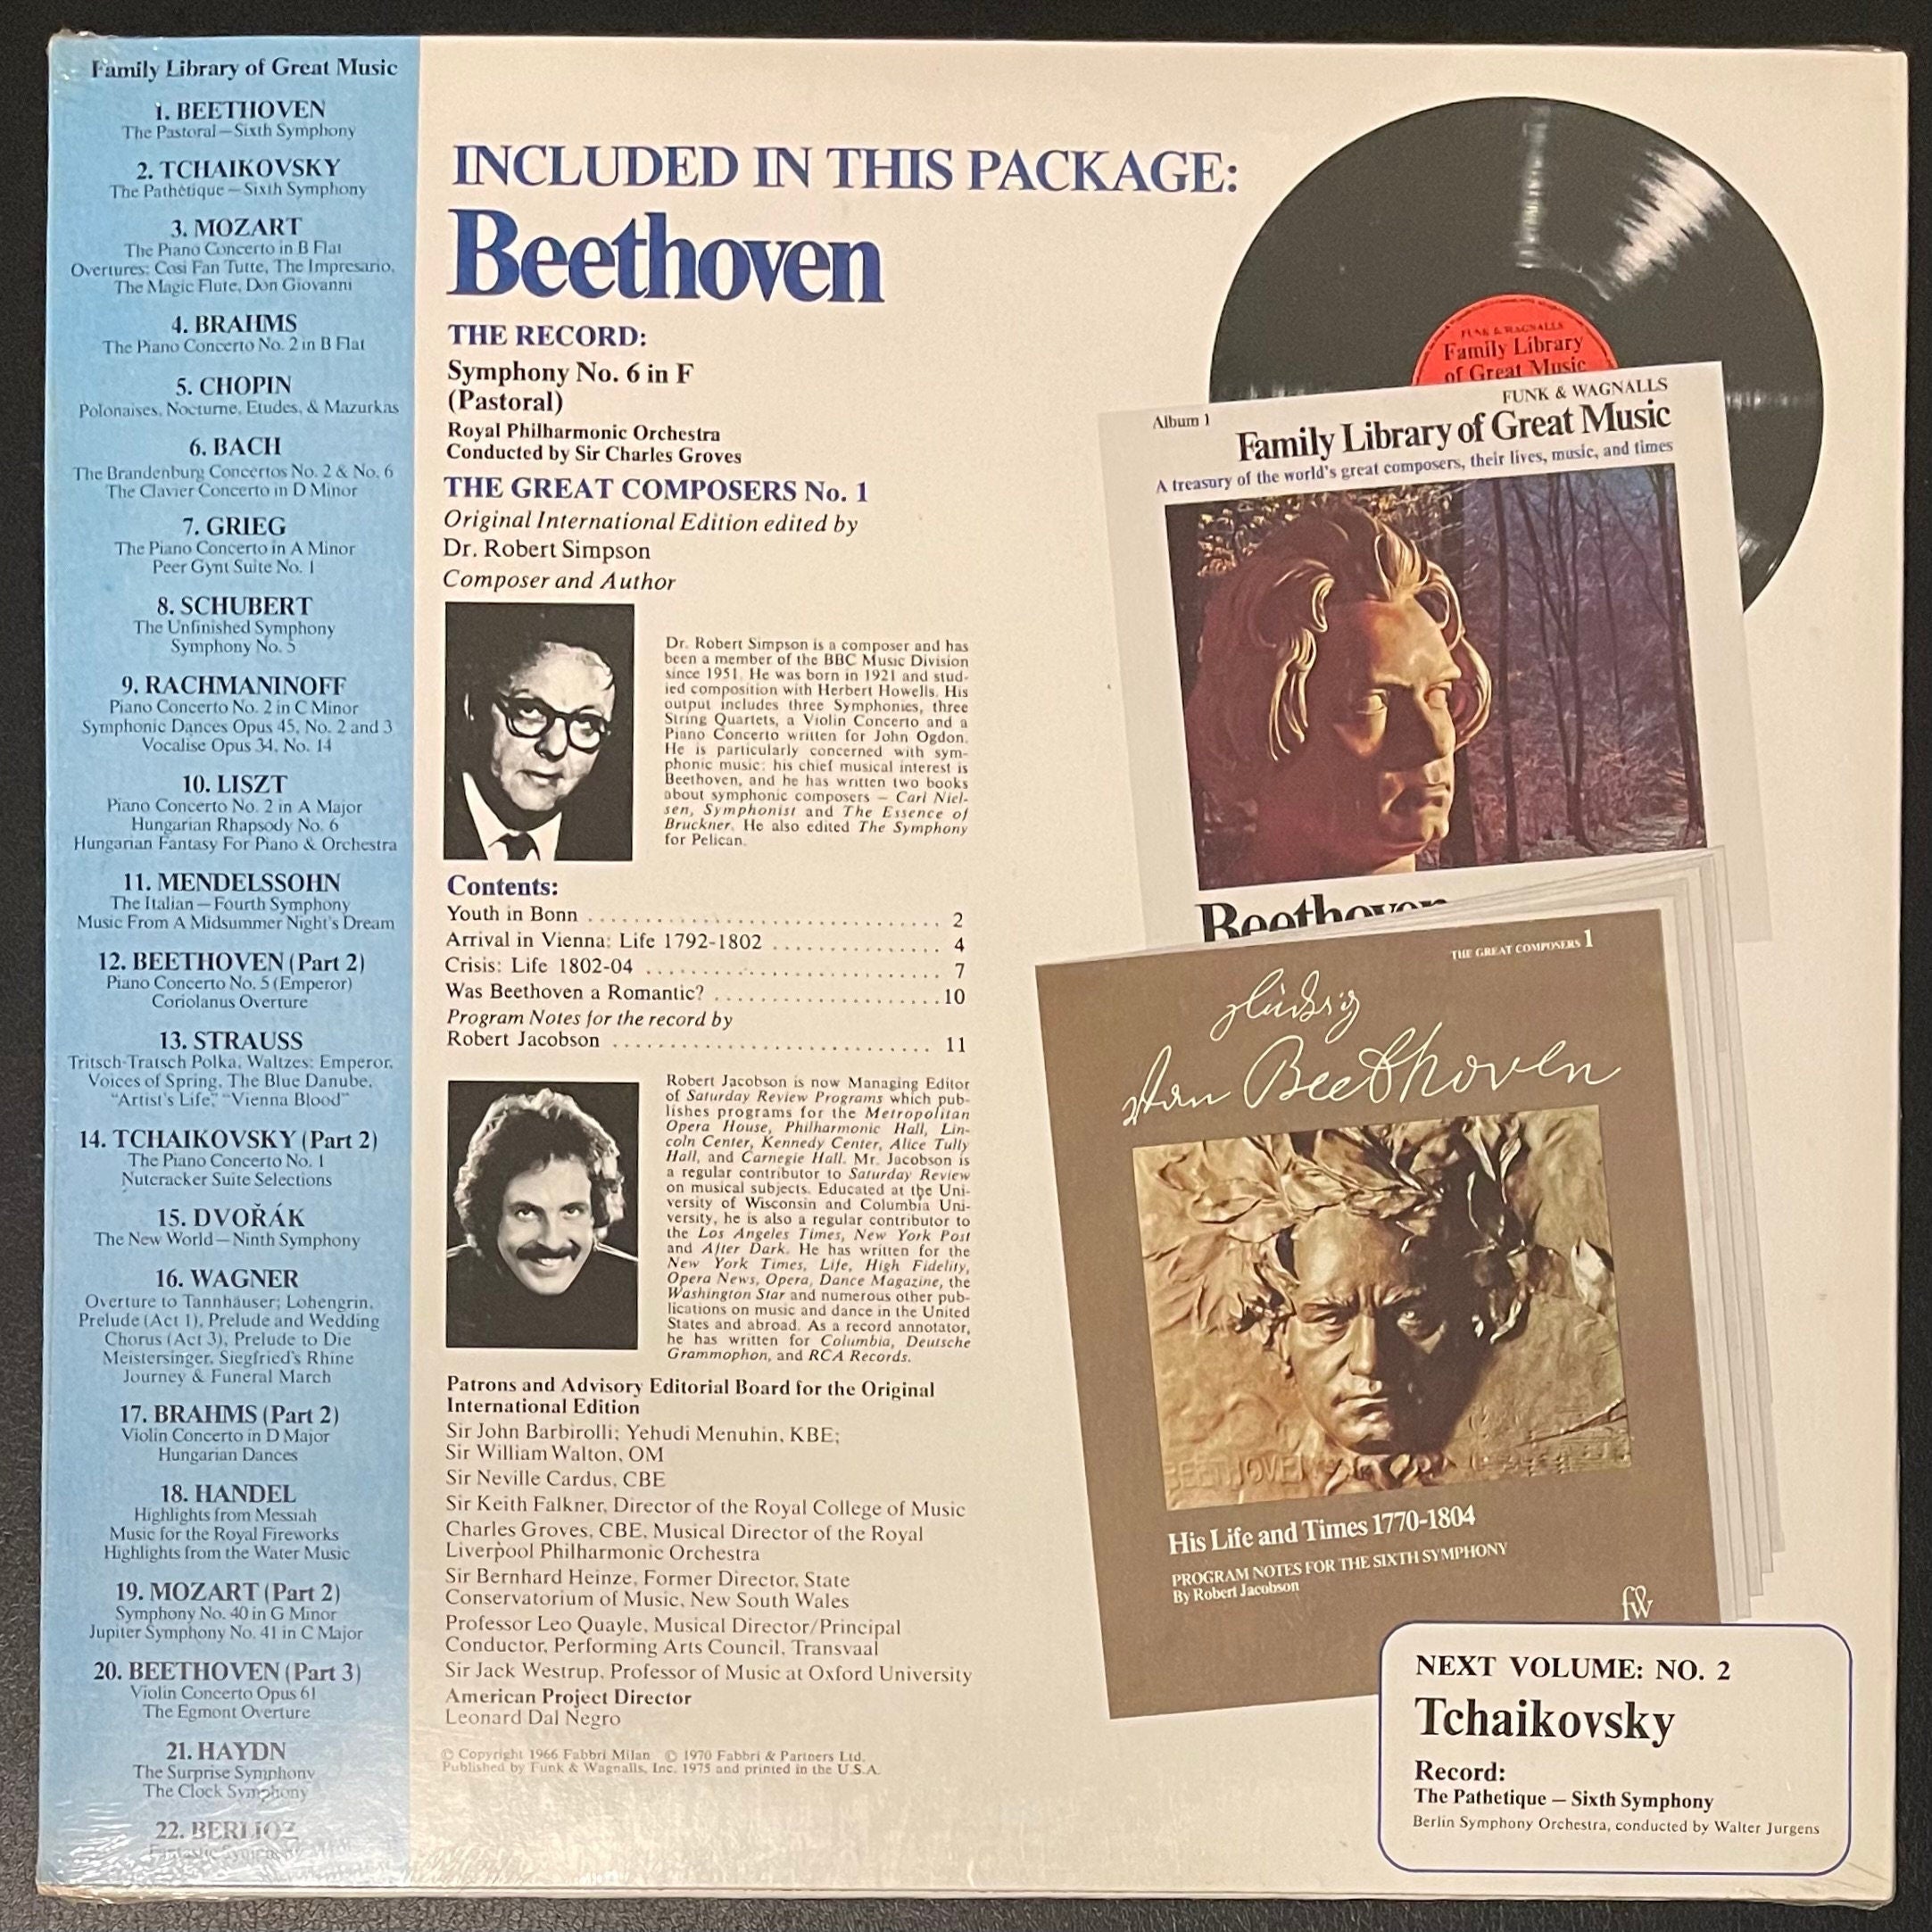 Family Library of Great Music
1. BEETHOVEN
The Pastoral—Sixth Symphony
2. TCHAIKOVSKY
The Pathétique—Sixth Symphony
3. MOZART
The Piano Concerto in B Flat
Overtures: Cosi Fan Tutte, The Impresario,
The Magic Flute, Don Giovanni
4. BRAHMS
The Piano Concerto No. 2 in B Flat
5. CHOPIN
Polonaises, Nocturne, Etudes, & Mazurkas
6. BACH
The Brandenburg Concertos No. 2 & No. 6
The Clavier Concerto in D Minor
7. GRIEG
The Piano Concerto in A Minor
Peer Gynt Suite No. 1
8. SCHUBERT
The Unfinished Symphony
Symphony No. 5
9. RACHMANINOFF
Piano Concerto No. 2 in C Minor
Symphonic Dances Opus 45, No. 2 and 3
Vocalise Opus 34, No. 14
10. LISZT
Piano Concerto No. 2 in A Major
Hungarian Rhapsody No. 6
Hungarian Fantasy For Piano & Orchestra
11. MENDELSSOHN
The Italian—Fourth Symphony
Music From A Midsummer Night's Dream
12. BEETHOVEN (Part 2)
Piano Concerto No. 5 (Emperor)
Coriolanus Overture
13. STRAUSS
Tritsch-Tratsch Polka, Waltzes: Emperor,
Voices of Spring, The Blue Danube,
"Artist's Life," "Vienna Blood"
14. TCHAIKOVSKY (Part 2)
The Piano Concerto No. 1
Nutcracker Suite Selections
15. DVOŘÁK
The New World—Ninth Symphony
16. WAGNER
Overture to Tannhäuser; Lohengrin,
Prelude (Act 1), Prelude and Wedding
Chorus (Act 3), Prelude to Die
Meistersinger, Siegfried's Rhine
Journey & Funeral March
17. BRAHMS (Part 2)
Violin Concerto in D Major
Hungarian Dances
18. HANDEL
Highlights from Messiah
Music for the Royal Fireworks
Highlights from the Water Music
19. MOZART (Part 2)
Symphony No. 40 in G Minor
Jupiter Symphony No. 41 in C Major
20. BEETHOVEN (Part 3)
Violin Concerto Opus 61
The Egmont Overture
21. HAYDN
The Surprise Symphony
The Clock Symphony
22. BERLIOZ
INCLUDED IN THIS PACKAGE:
Beethoven
THE RECORD:
Symphony No. 6 in F
(Pastoral)
Royal Philharmonic Orchestra
Conducted by Sir Charles Groves
THE GREAT COMPOSERS No. 1
Original International Edition edited by
Dr. Robert Simpson
Composer and Author
Dr. Robert Simpson is a composer and has
been a member of the BBC Music Division
since 1951. He was born in 1921 and stud-
ied composition with Herbert Howells. His
output includes three Symphonies, three
String Quartets, a Violin Concerto and a
Piano Concerto written for John Ogdon.
He is particularly concerned with sym-
phonic music; his chief musical interest is
Beethoven, and he has written two books
about symphonic composers — Carl Niel-
sen, Symphonist and The Essence of
Bruckner. He also edited The Symphony
for Pelican.
Contents:
Youth in Bonn . . . . . . . . . . 2
Arrival in Vienna: Life 1792-1802 . . . . . . . . . . 4
Crisis: Life 1802-04 . . . . . . . . . . 7
Was Beethoven a Romantic? . . . . . . . . . . 10
Program Notes for the record by
Robert Jacobson . . . . . . . . . . 11
Robert Jacobson is now Managing Editor
of Saturday Review Programs which pub-
lishes programs for the Metropolitan
Opera House, Philharmonic Hall, Lin-
coln Center, Kennedy Center, Alice Tully
Hall, and Carnegie Hall. Mr. Jacobson is
a regular contributor to Saturday Review
on musical subjects. Educated at the Uni-
versity of Wisconsin and Columbia Uni-
versity, he is also a regular contributor to
the Los Angeles Times, New York Post
and After Dark. He has written for the
New York Times, Life, High Fidelity,
Opera News, Opera, Dance Magazine, the
Washington Star and numerous other pub-
lications on music and dance in the United
States and abroad. As a record annotator,
he has written for Columbia, Deutsche
Grammophon, and RCA Records.
Patrons and Advisory Editorial Board for the Original
International Edition
Sir John Barbirolli; Yehudi Menuhin, KBE;
Sir William Walton, OM
Sir Neville Cardus, CBE
Sir Keith Falkner, Director of the Royal College of Music
Charles Groves, CBE, Musical Director of the Royal
Liverpool Philharmonic Orchestra
Sir Bernhard Heinze, Former Director, State
Conservatorium of Music, New South Wales
Professor Leo Quayle, Musical Director/Principal
Conductor, Performing Arts Council, Transvaal
Sir Jack Westrup, Professor of Music at Oxford University
American Project Director
Leonard Dal Negro
© Copyright 1966 Fabbri Milan © 1970 Fabbri & Partners Ltd.
Published by Funk & Wagnalls, Inc. 1975 and printed in the U.S.A.
FUNK & WAGNALLS
Family Library
of Great Music
Album 1
FUNK & WAGNALLS
Family Library of Great Music
A treasury of the world's great composers, their lives, music, and times
Beethoven
THE GREAT COMPOSERS 1
Ludwig
van Beethoven
BEETHOVEN
His Life and Times 1770-1804
PROGRAM NOTES FOR THE SIXTH SYMPHONY
By Robert Jacobson
fw
NEXT VOLUME: NO. 2
Tchaikovsky
Record:
The Pathetique — Sixth Symphony
Berlin Symphony Orchestra, conducted by Walter Jurgens